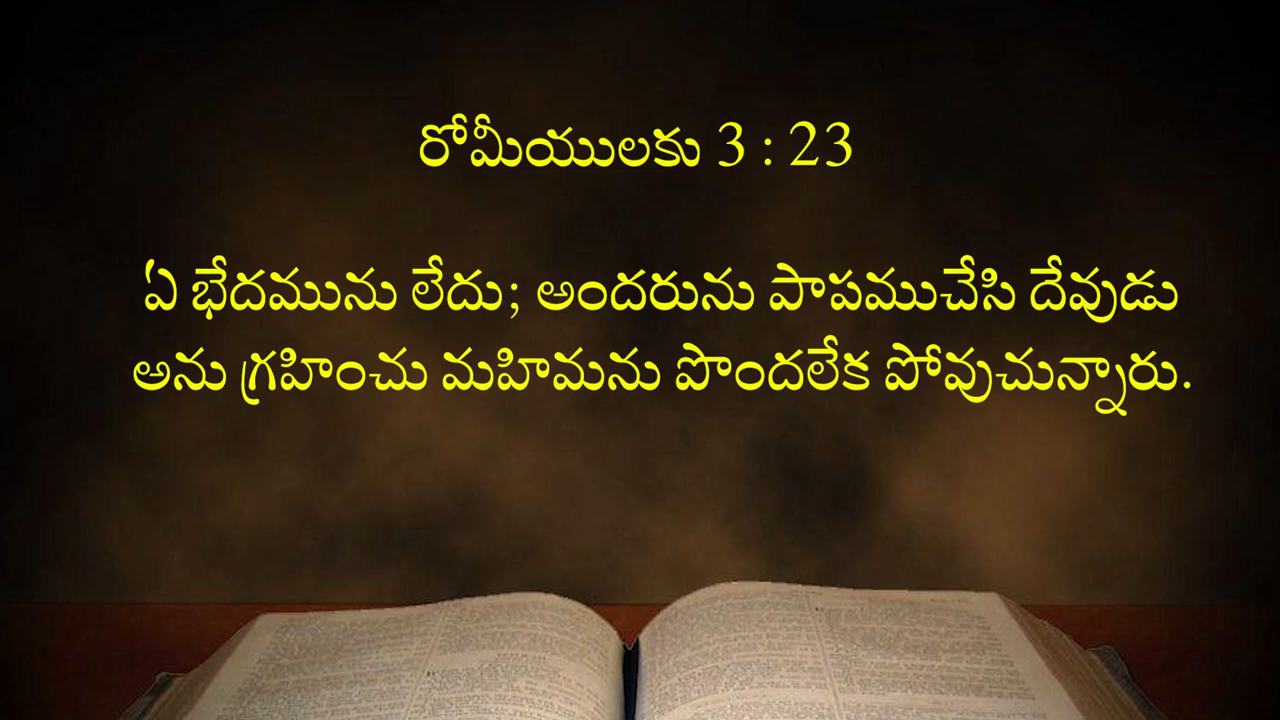 రోమీయులకు 3 : 23
ఏ భేదమును లేదు; అందరును పాపముచేసి దేవుడు
అను గ్రహించు మహిమను పొందలేక పోవుచున్నారు.